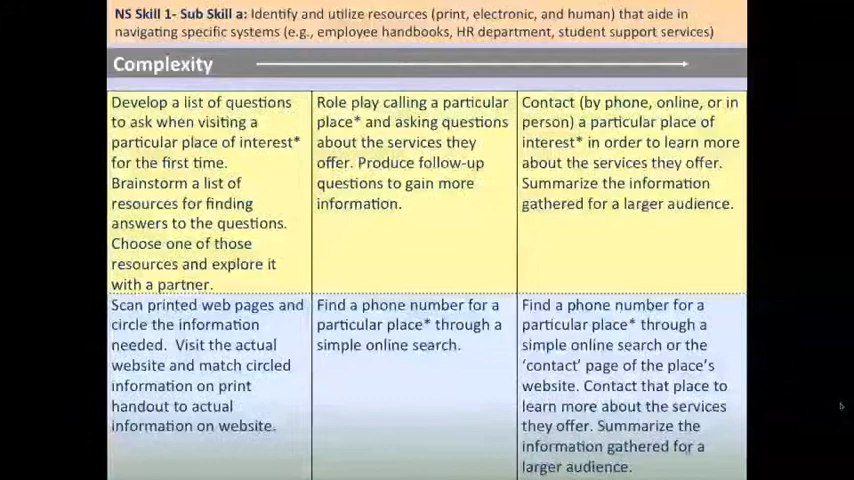 NS Skill 1- Sub Skill a: Identify and utilize resources (print, electronic, and human) that aide in
navigating specific systems (e.g., employee handbooks, HR department, student support services)
Complexity
Develop a list of questions
to ask when visiting a
particular place of interest*
for the first time.
Brainstorm a list of
resources for finding
answers to the questions.
Choose one of those
resources and explore it
with a partner.
Role play calling a particular
place* and asking questions
about the services they
offer. Produce follow-up
questions to gain more
information.
Contact (by phone, online, or in
person) a particular place of
interest* in order to learn more
about the services they offer.
Summarize the information
gathered for a larger audience.
Scan printed web pages and
circle the information
needed. Visit the actual
website and match circled
information on print
handout to actual
information on website.
Find a phone number for a
particular place* through a
simple online search.
Find a phone number for a
particular place* through a
simple online search or the
‘contact’ page of the place’s
website. Contact that place to
learn more about the services
they offer. Summarize the
information gathered for a
larger audience.